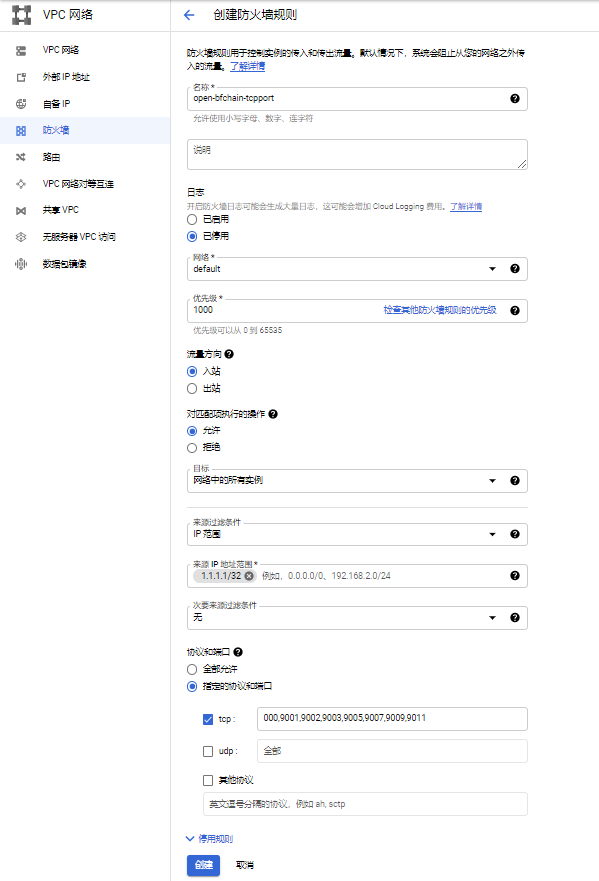 VPC 网络
创建防火墙规则
VPC 网络
外部 IP 地址
自备 IP
防火墙
路由
VPC 网络对等互连
共享 VPC
无服务器 VPC 访问
数据包镜像
防火墙规则用于控制实例的传入和传出流量。默认情况下，系统会阻止从您的网络之外传
入的流量。了解详情
名称 *
open-bfchain-tcpport
允许使用小写字母、数字、连字符
说明
日志
开启防火墙日志可能会生成大量日志，这可能会增加 Cloud Logging 费用。了解详情
已启用
已停用
网络 *
default
优先级 *
1000
检查其他防火墙规则的优先级
优先级可以从 0 到 65535
流量方向
入站
出站
对匹配项执行的操作
允许
拒绝
目标
网络中的所有实例
来源过滤条件
IP 范围
来源 IP 地址范围 *
1.1.1.1/32 例如，0.0.0.0/0、192.168.2.0/24
次要来源过滤条件
无
协议和端口
全部允许
指定的协议和端口
tcp :
000,9001,9002,9003,9005,9007,9009,9011
udp :
全部
其他协议
英文逗号分隔的协议，例如 ah, sctp
停用规则
创建
取消